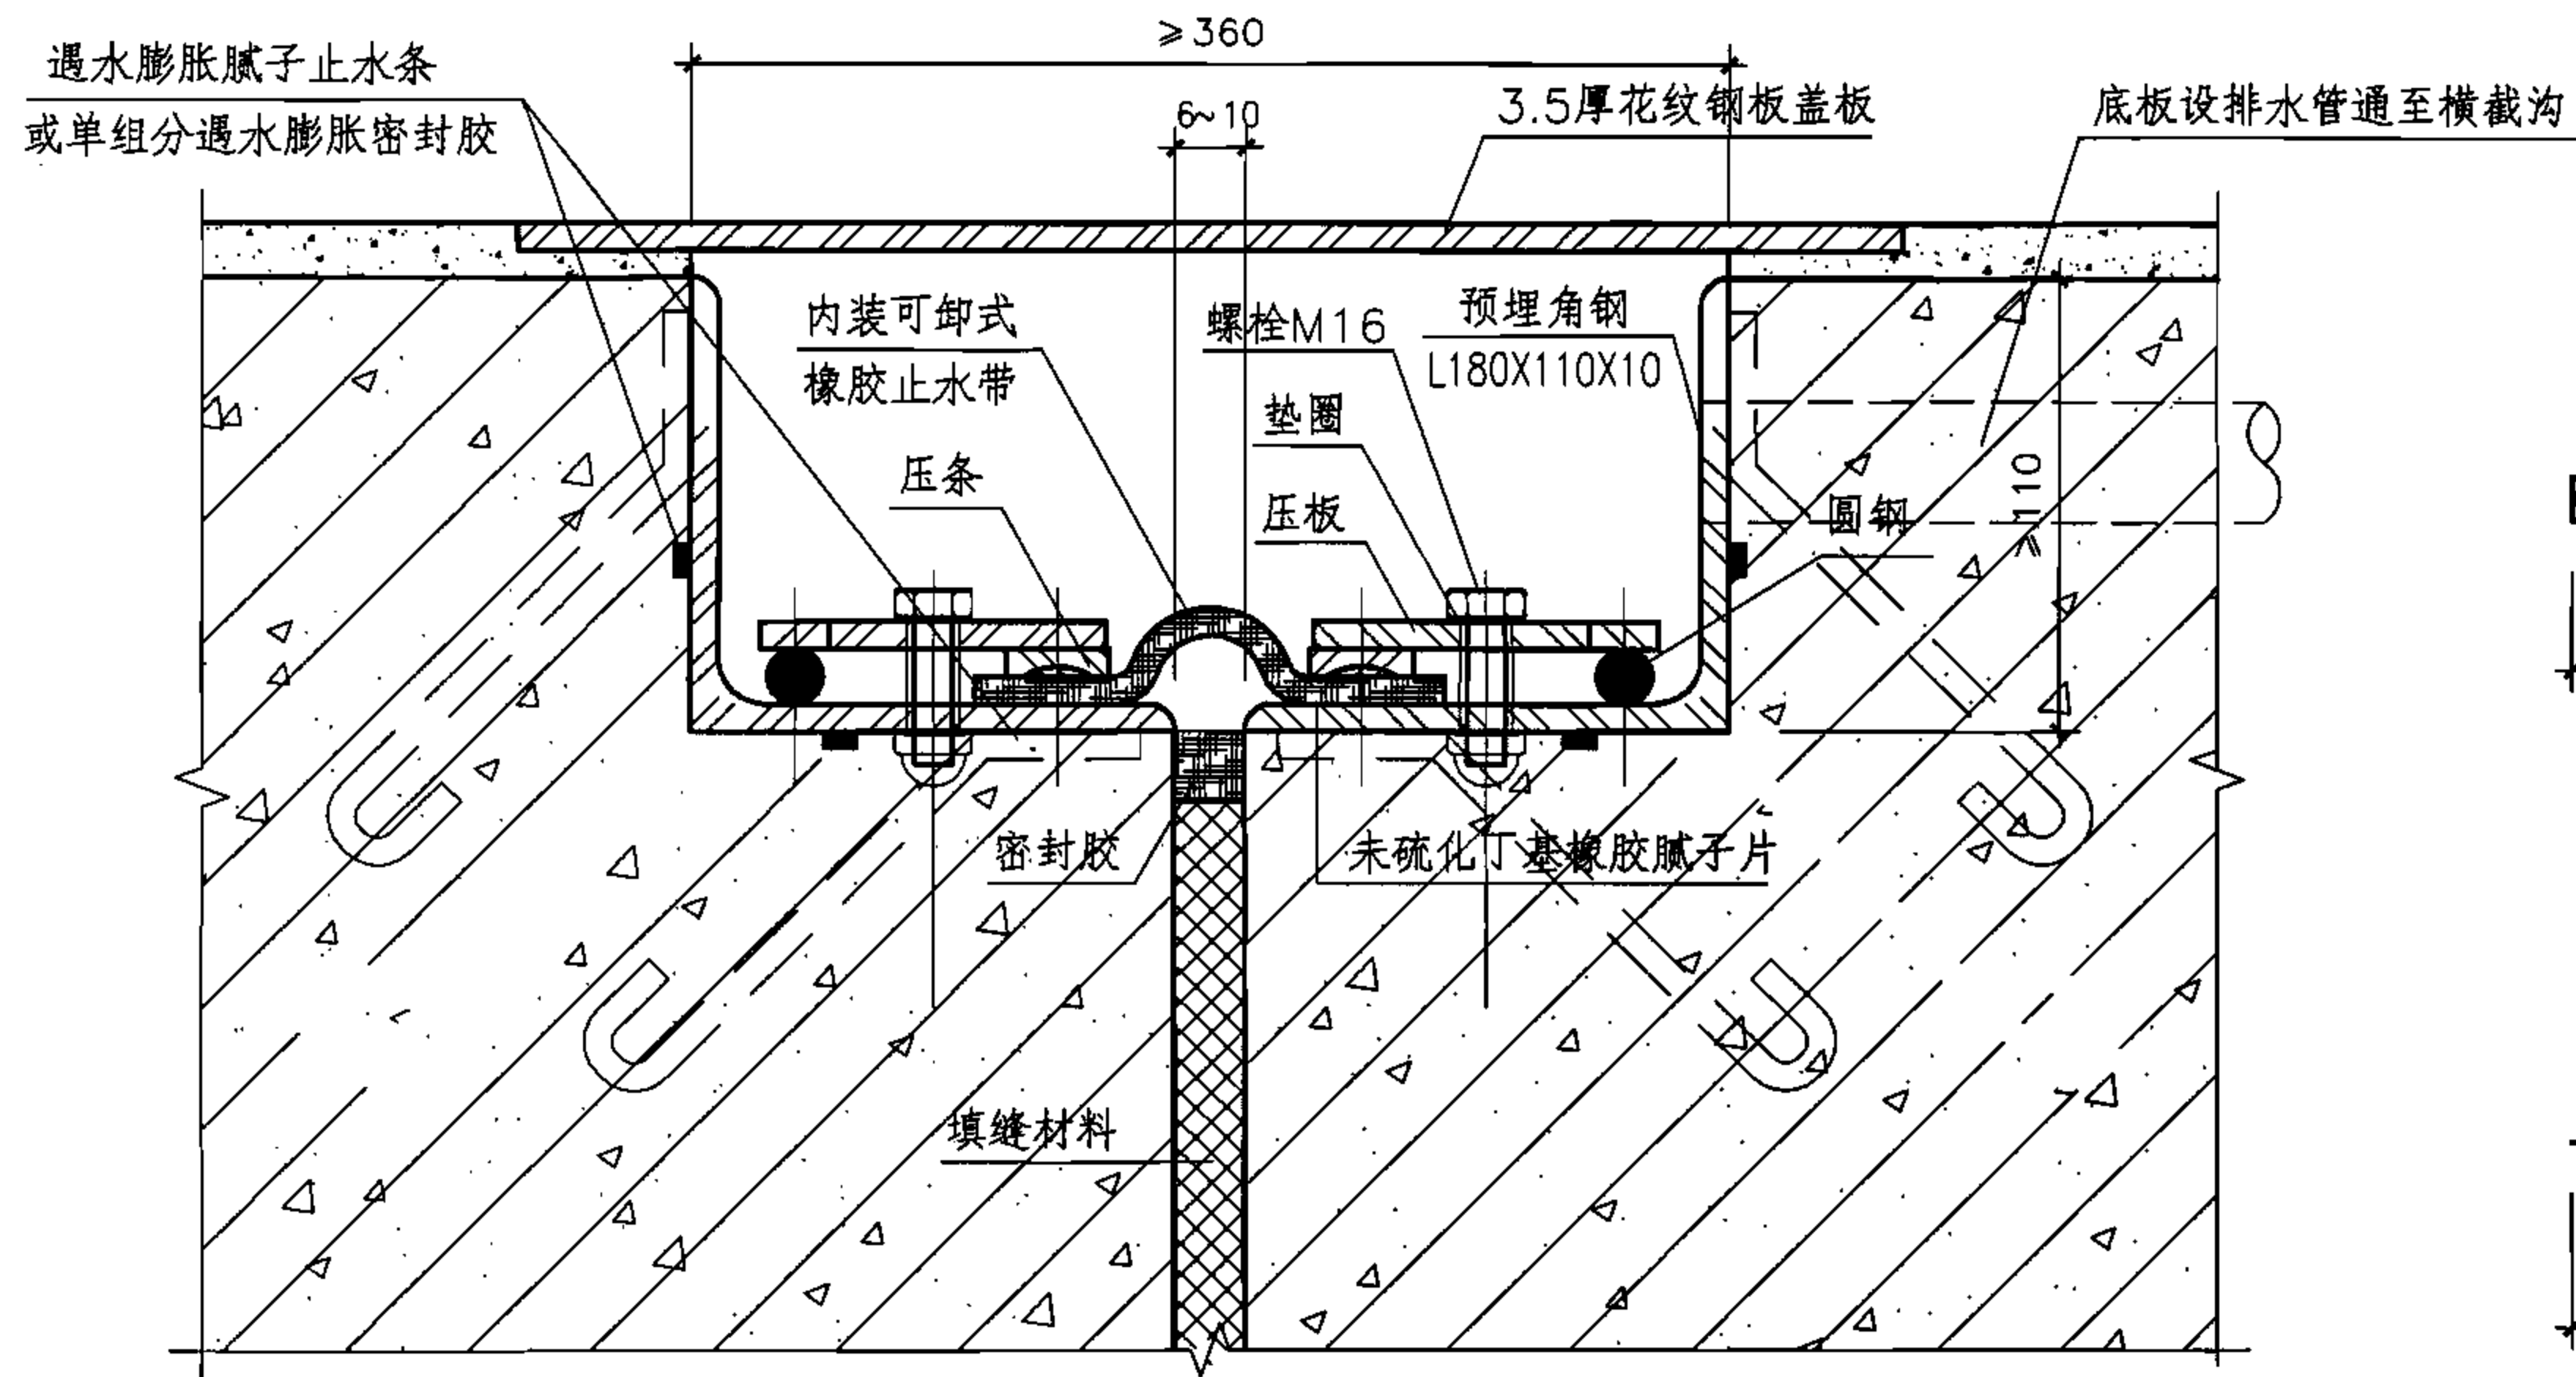 ≥360
遇水膨胀腻子止水条
或单组分遇水膨胀密封胶
6~10
3.5厚花纹钢板盖板
底板设排水管通至横截沟
内装可卸式
橡胶止水带
螺栓M16
预埋角钢
L180X110X10
垫圈
压条
压板
圆钢
≥110
密封胶
未硫化丁基橡胶腻子片
填缝材料